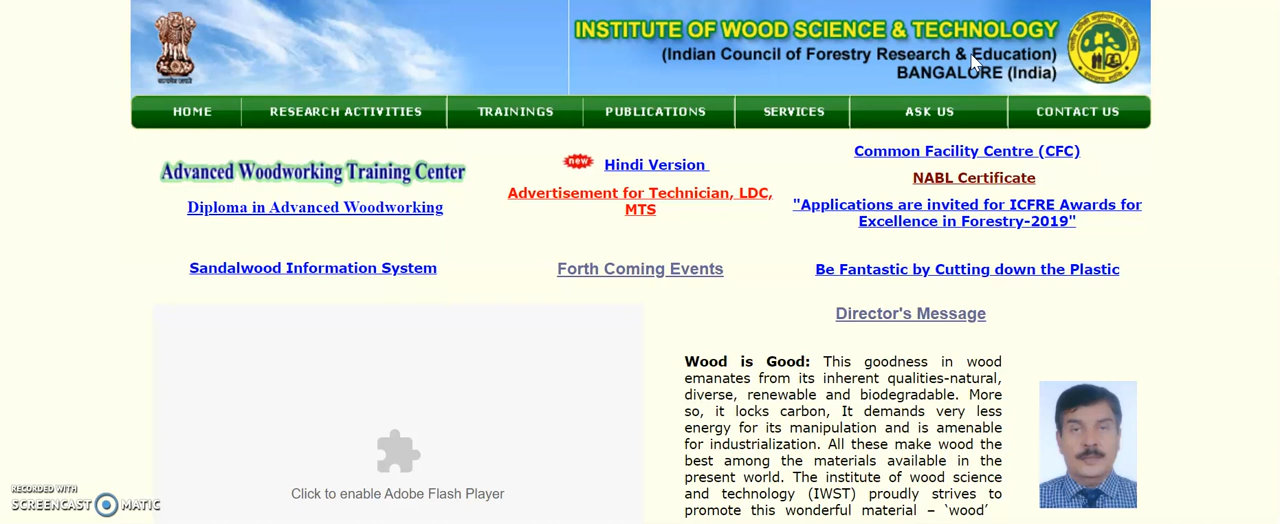 INSTITUTE OF WOOD SCIENCE & TECHNOLOGY
(Indian Council of Forestry Research & Education)
BANGALORE (India)
HOME RESEARCH ACTIVITIES TRAININGS PUBLICATIONS SERVICES ASK US CONTACT US
Advanced Woodworking Training Center
Diploma in Advanced Woodworking
new Hindi Version
Advertisement for Technician, LDC,
MTS
Common Facility Centre (CFC)
NABL Certificate
"Applications are invited for ICFRE Awards for
Excellence in Forestry-2019"
Sandalwood Information System
Forth Coming Events
Be Fantastic by Cutting down the Plastic
Director's Message
Wood is Good: This goodness in wood
emanates from its inherent qualities-natural,
diverse, renewable and biodegradable. More
so, it locks carbon, It demands very less
energy for its manipulation and is amenable
for industrialization. All these make wood the
best among the materials available in the
present world. The institute of wood science
and technology (IWST) proudly strives to
promote this wonderful material – `wood’
Click to enable Adobe Flash Player
RECORDED WITH
SCREENCAST MATIC